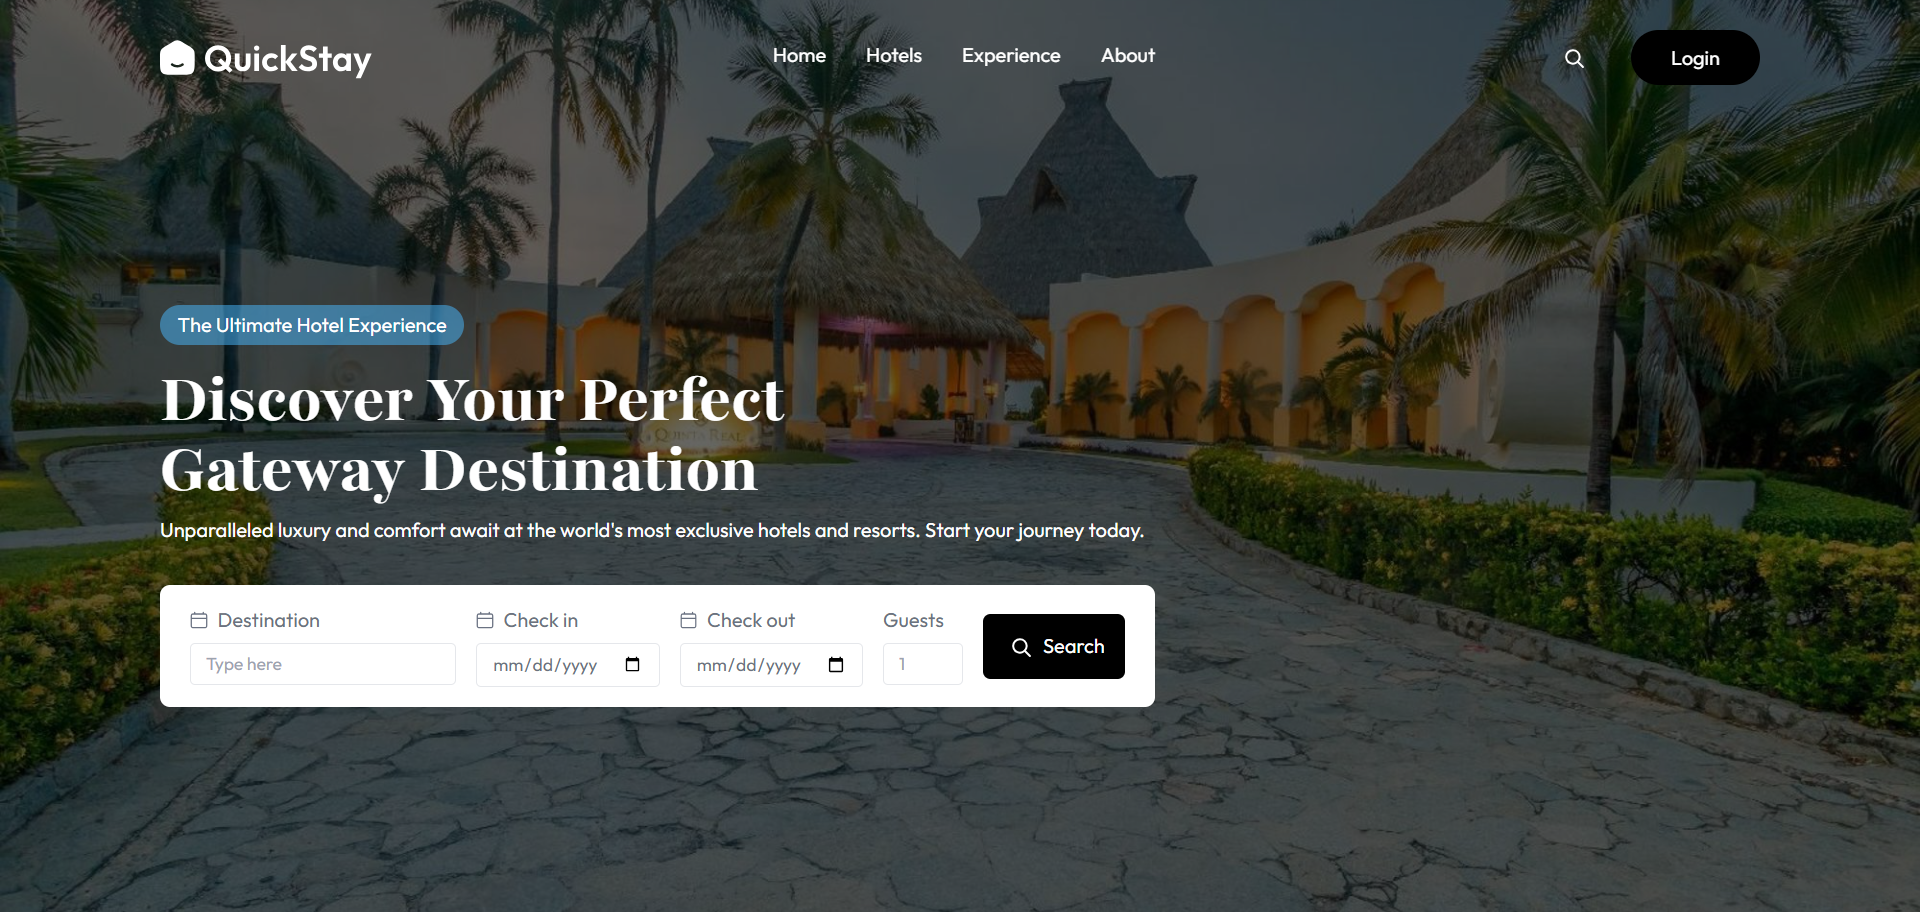 QuickStay
Home
Hotels
Experience
About
Login
The Ultimate Hotel Experience
Discover Your Perfect
Gateway Destination
QUINTA REAL
Unparalleled luxury and comfort await at the world's most exclusive hotels and resorts. Start your journey today.
Destination
Check in
Check out
Guests
Type here
mm/dd/yyyy
mm/dd/yyyy
1
Search